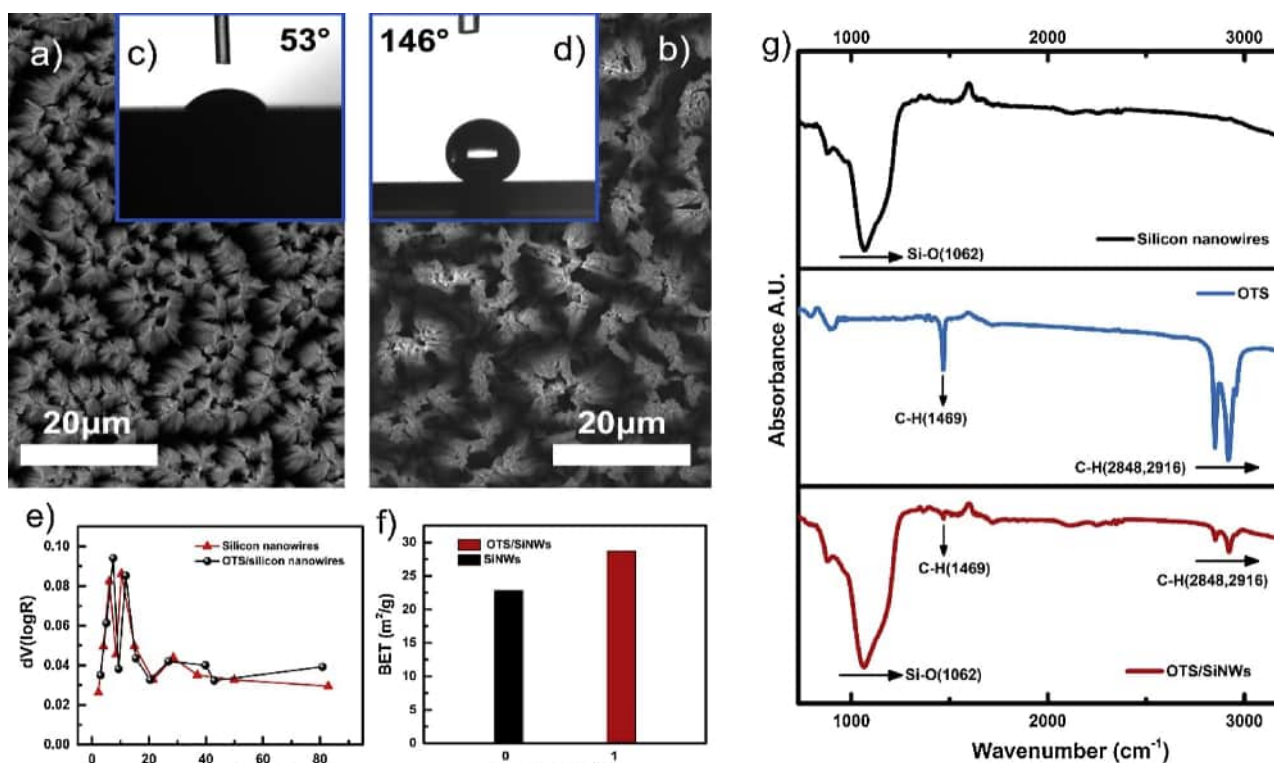 a)
c)
53°
146°
d)
b)
20μm
20μm
e)
0.10
0.08
0.06
0.04
0.02
0.00
dV(logR)
Silicon nanowires
OTS/silicon nanowires
0 20 40 60 80
f)
30
25
20
15
10
5
0
BET (m²/g)
OTS/SiNWs
SiNWs
0 1
g)
1000 2000 3000
Absorbance A.U.
Si-O(1062)
Silicon nanowires
OTS
C-H(1469)
C-H(2848,2916)
C-H(1469)
C-H(2848,2916)
Si-O(1062)
OTS/SiNWs
1000 2000 3000
Wavenumber (cm⁻¹)